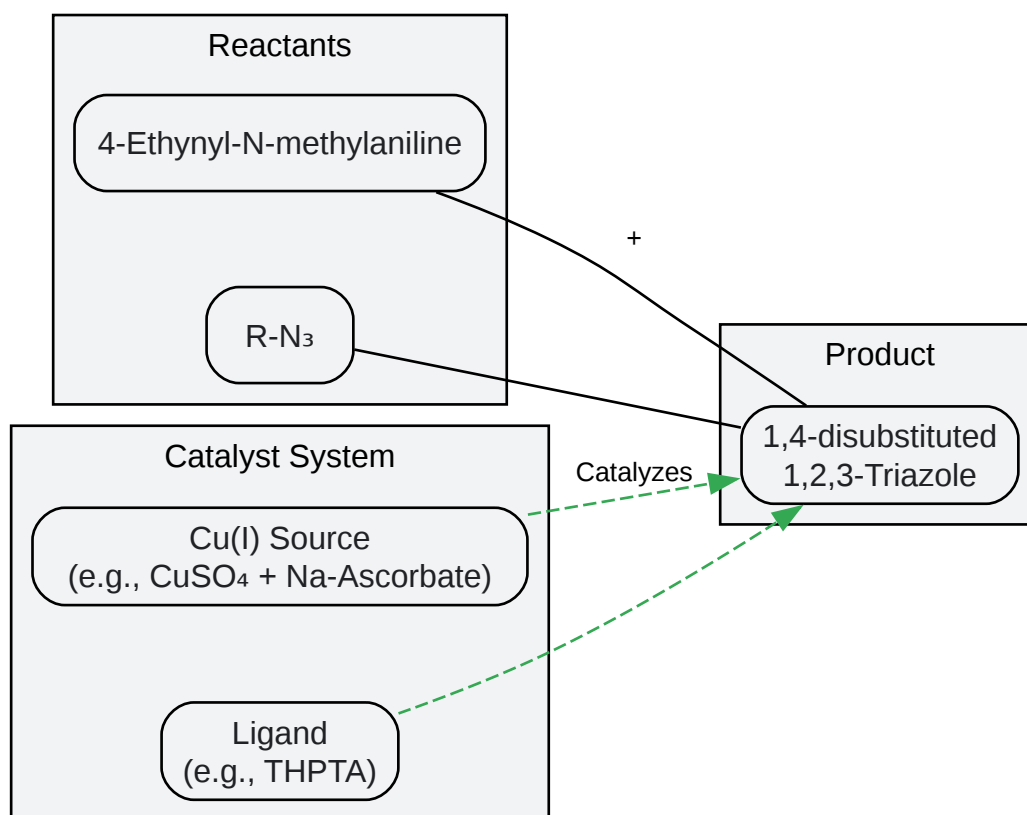 Reactants
4-Ethynyl-N-methylaniline
+
R-N₃
Product
1,4-disubstituted
1,2,3-Triazole
Catalyst System
Catalyzes
Cu(I) Source
(e.g., CuSO₄ + Na-Ascorbate)
Ligand
(e.g., THPTA)